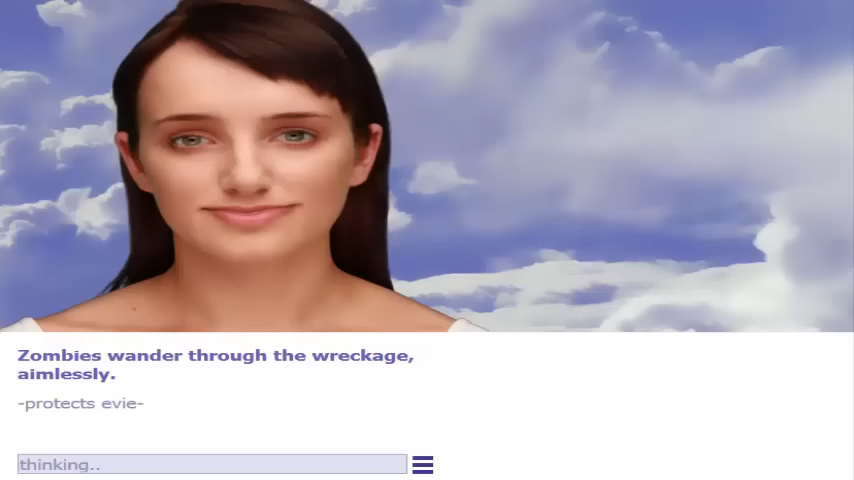 Zombies wander through the wreckage,
aimlessly.
-protects evie-
thinking..